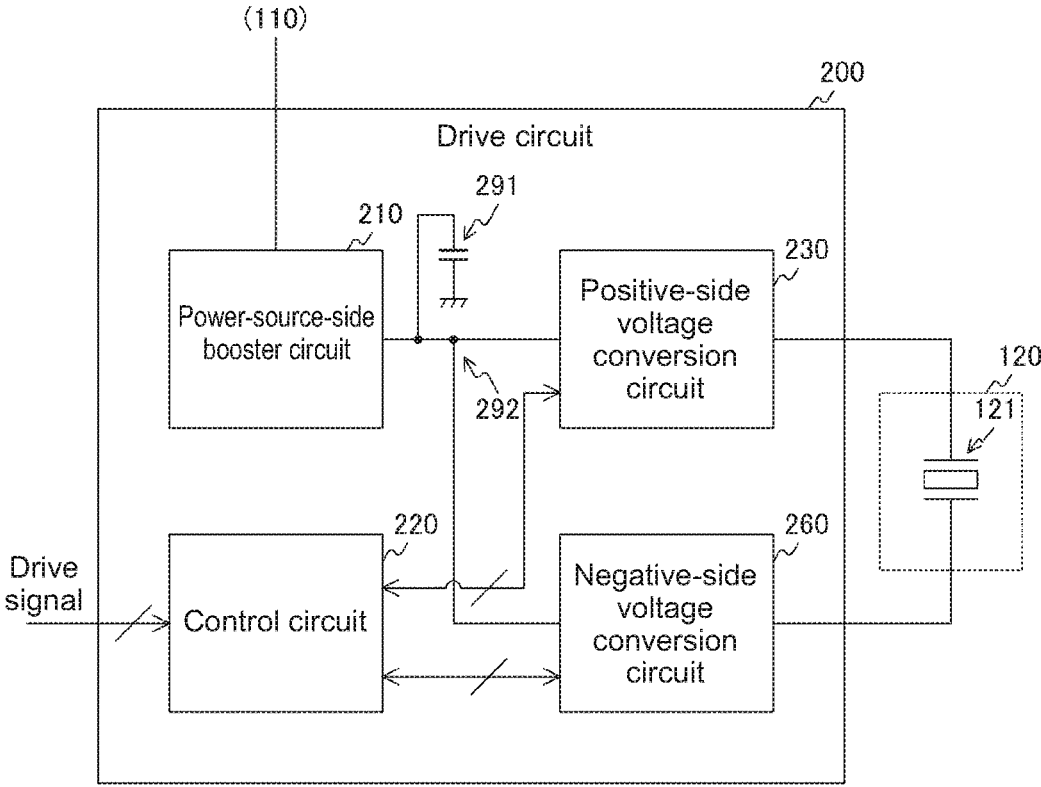 (110)
200
Drive circuit
291
210
230
Power-source-side
booster circuit
Positive-side
voltage
conversion
circuit
292
120
121
220
260
Drive
signal
Control circuit
Negative-side
voltage
conversion
circuit